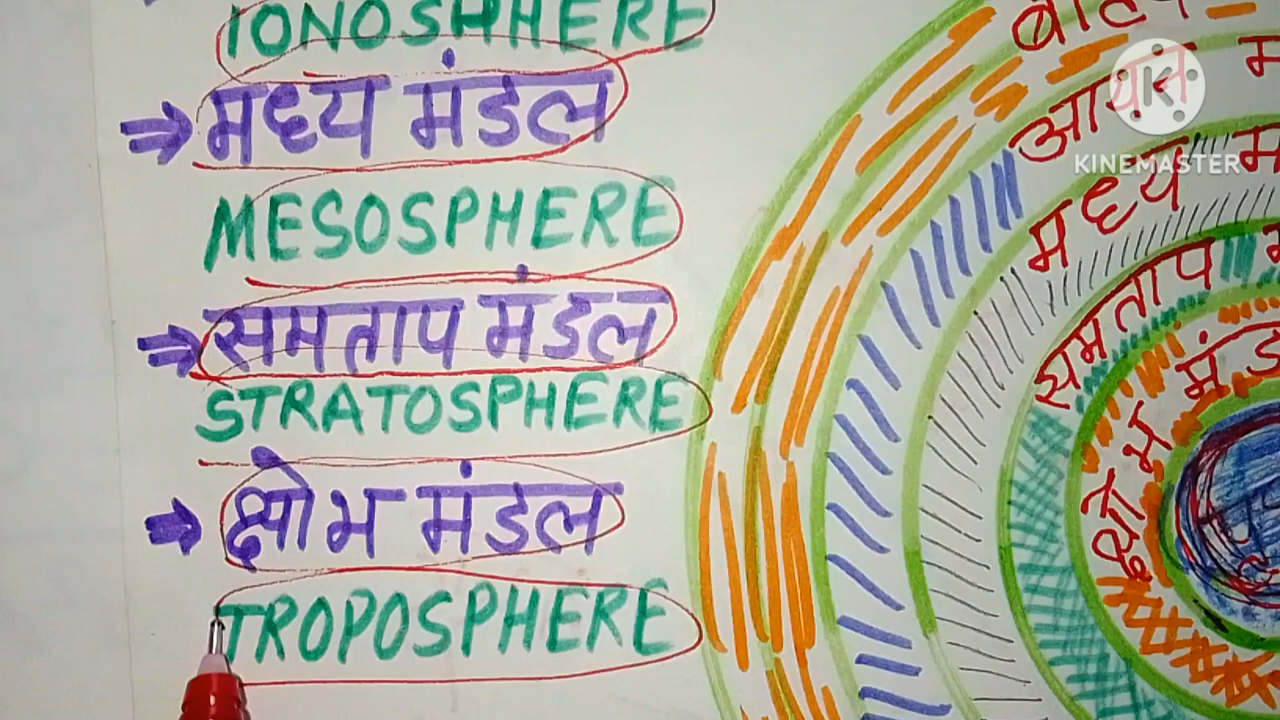 IONOSHHERE
मध्य मंडल
MESOSPHERE
समताप मंडल
STRATOSPHERE
क्षोभ मंडल
TROPOSPHERE
आयन म
मध्य म
समताप म
क्षोभ मंड
KINEMASTER